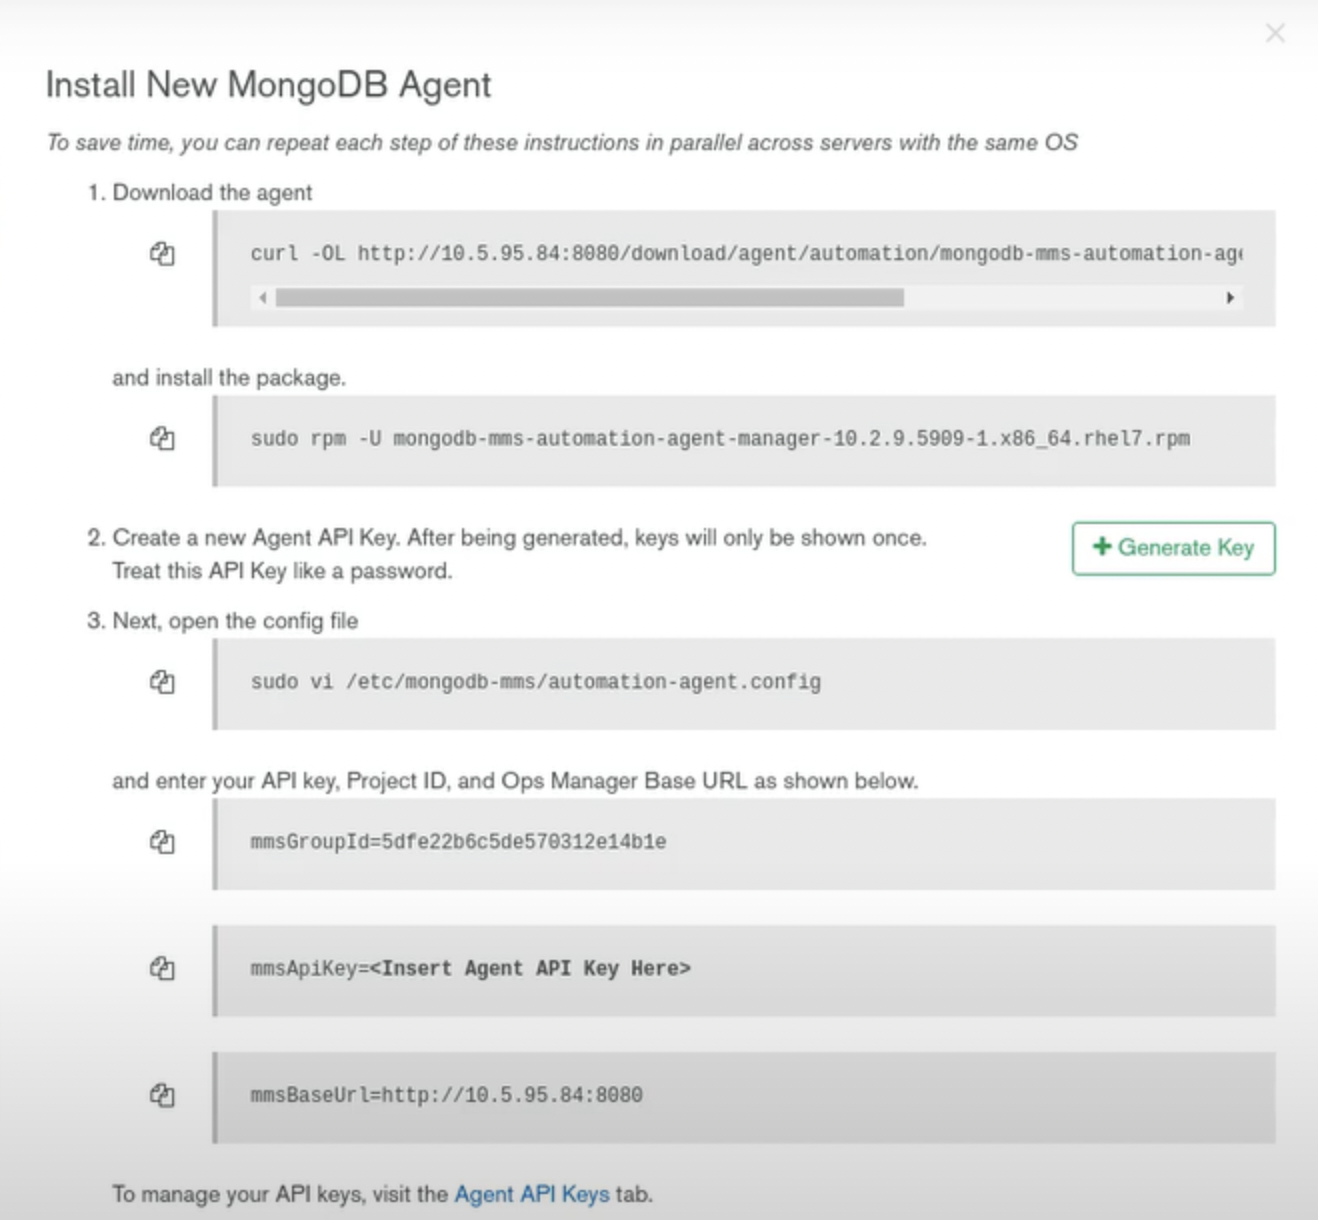 Install New MongoDB Agent
To save time, you can repeat each step of these instructions in parallel across servers with the same OS
1. Download the agent
curl -OL http://10.5.95.84:8080/download/agent/automation/mongodb-mms-automation-age
and install the package.
sudo rpm -U mongodb-mms-automation-agent-manager-10.2.9.5909-1.x86_64.rhel7.rpm
2. Create a new Agent API Key. After being generated, keys will only be shown once.
Treat this API Key like a password.
+ Generate Key
3. Next, open the config file
sudo vi /etc/mongodb-mms/automation-agent.config
and enter your API key, Project ID, and Ops Manager Base URL as shown below.
mmsGroupId=5dfe22b6c5de570312e14b1e
mmsApiKey=<Insert Agent API Key Here>
mmsBaseUrl=http://10.5.95.84:8080
To manage your API keys, visit the Agent API Keys tab.